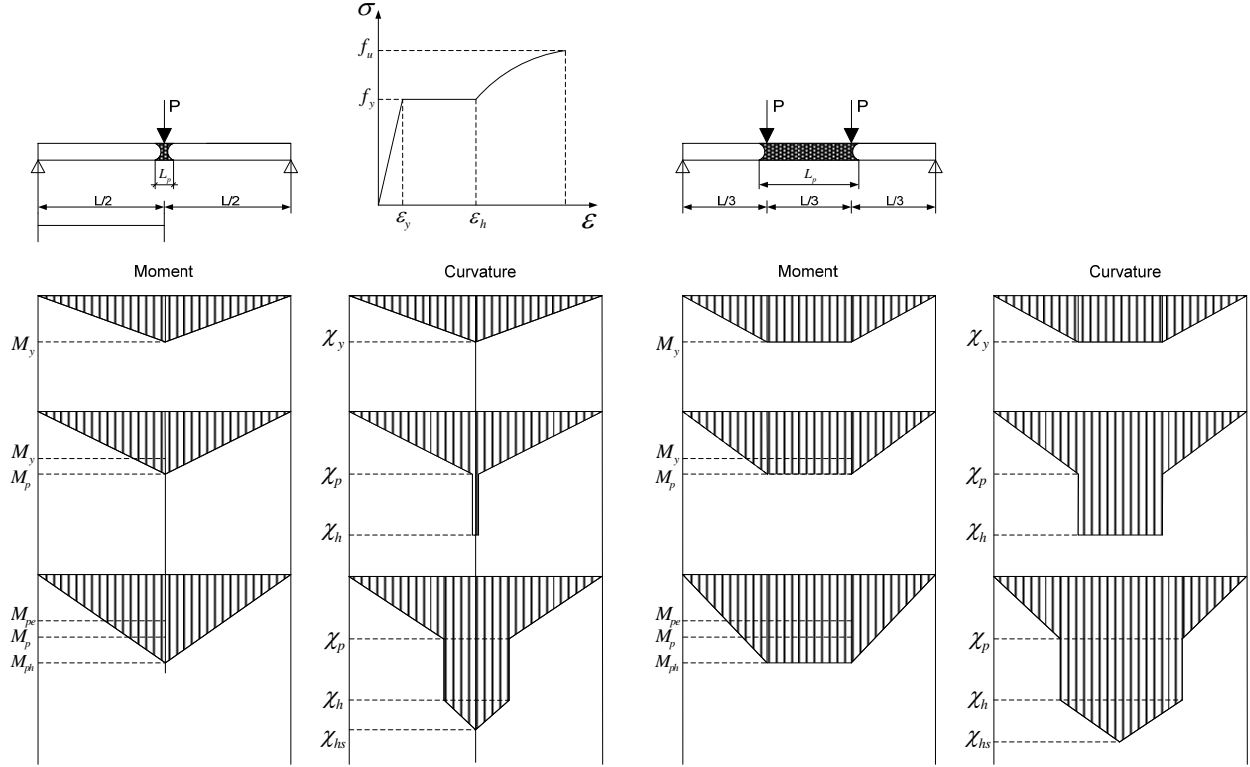 σ
f_u
f_y
ε_y
ε_h
ε
P
L_p
L/2
L/2
P
P
L_p
L/3
L/3
L/3
Moment
Curvature
Moment
Curvature
M_y
χ_y
M_y
χ_y
M_y
M_p
χ_p
χ_h
M_y
M_p
χ_p
χ_h
M_pe
M_p
M_ph
χ_p
χ_h
χ_hs
M_pe
M_p
M_ph
χ_p
χ_h
χ_hs